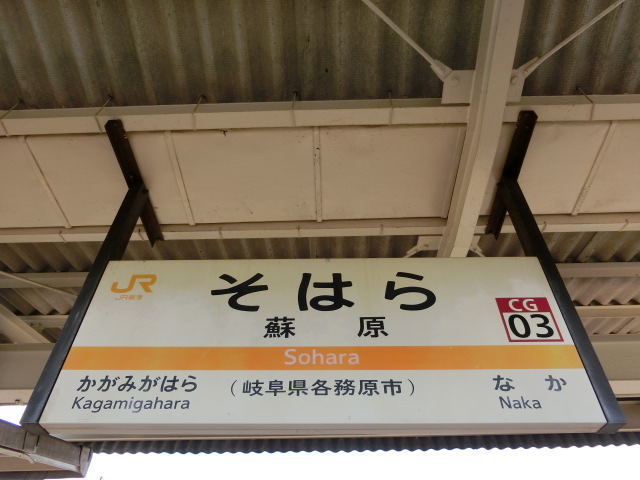 JR
JR東海
そはら
蘇原
CG
03
Sohara
かがみがはら
Kagamigahara
(岐阜県各務原市)
なか
Naka